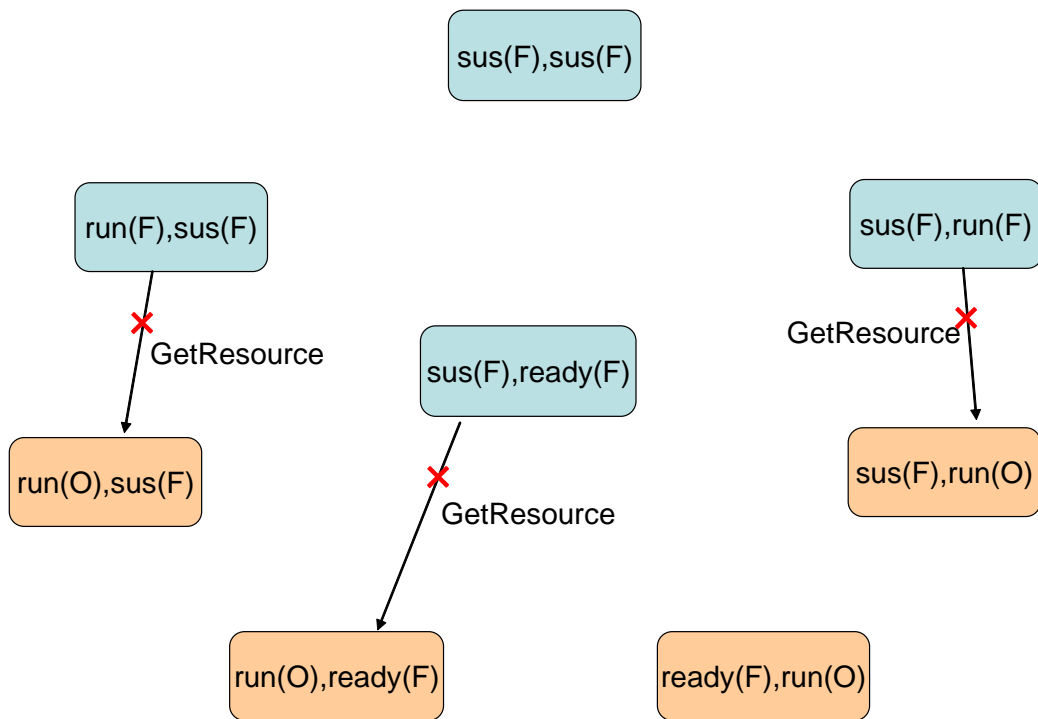 sus(F),sus(F)
run(F),sus(F)
sus(F),run(F)
GetResource
GetResource
sus(F),ready(F)
run(O),sus(F)
sus(F),run(O)
GetResource
run(O),ready(F)
ready(F),run(O)